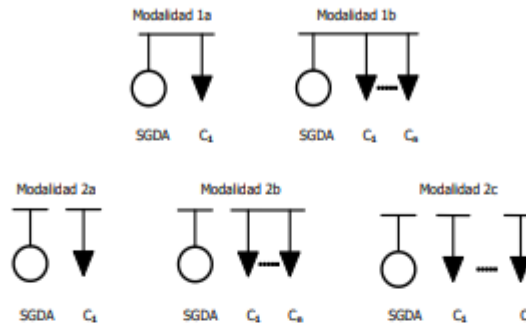 Modalidad 1a
Modalidad 1b
SGDA C₁
SGDA C₁ Cₙ
Modalidad 2a
Modalidad 2b
Modalidad 2c
SGDA C₁
SGDA C₁ Cₙ
SGDA C₁ C